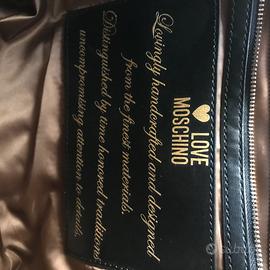 LOVE
MOSCHINO
Lovingly handcrafted and designed
from the finest materials,
Distinguished by time honored traditions
uncompromising attention to details.